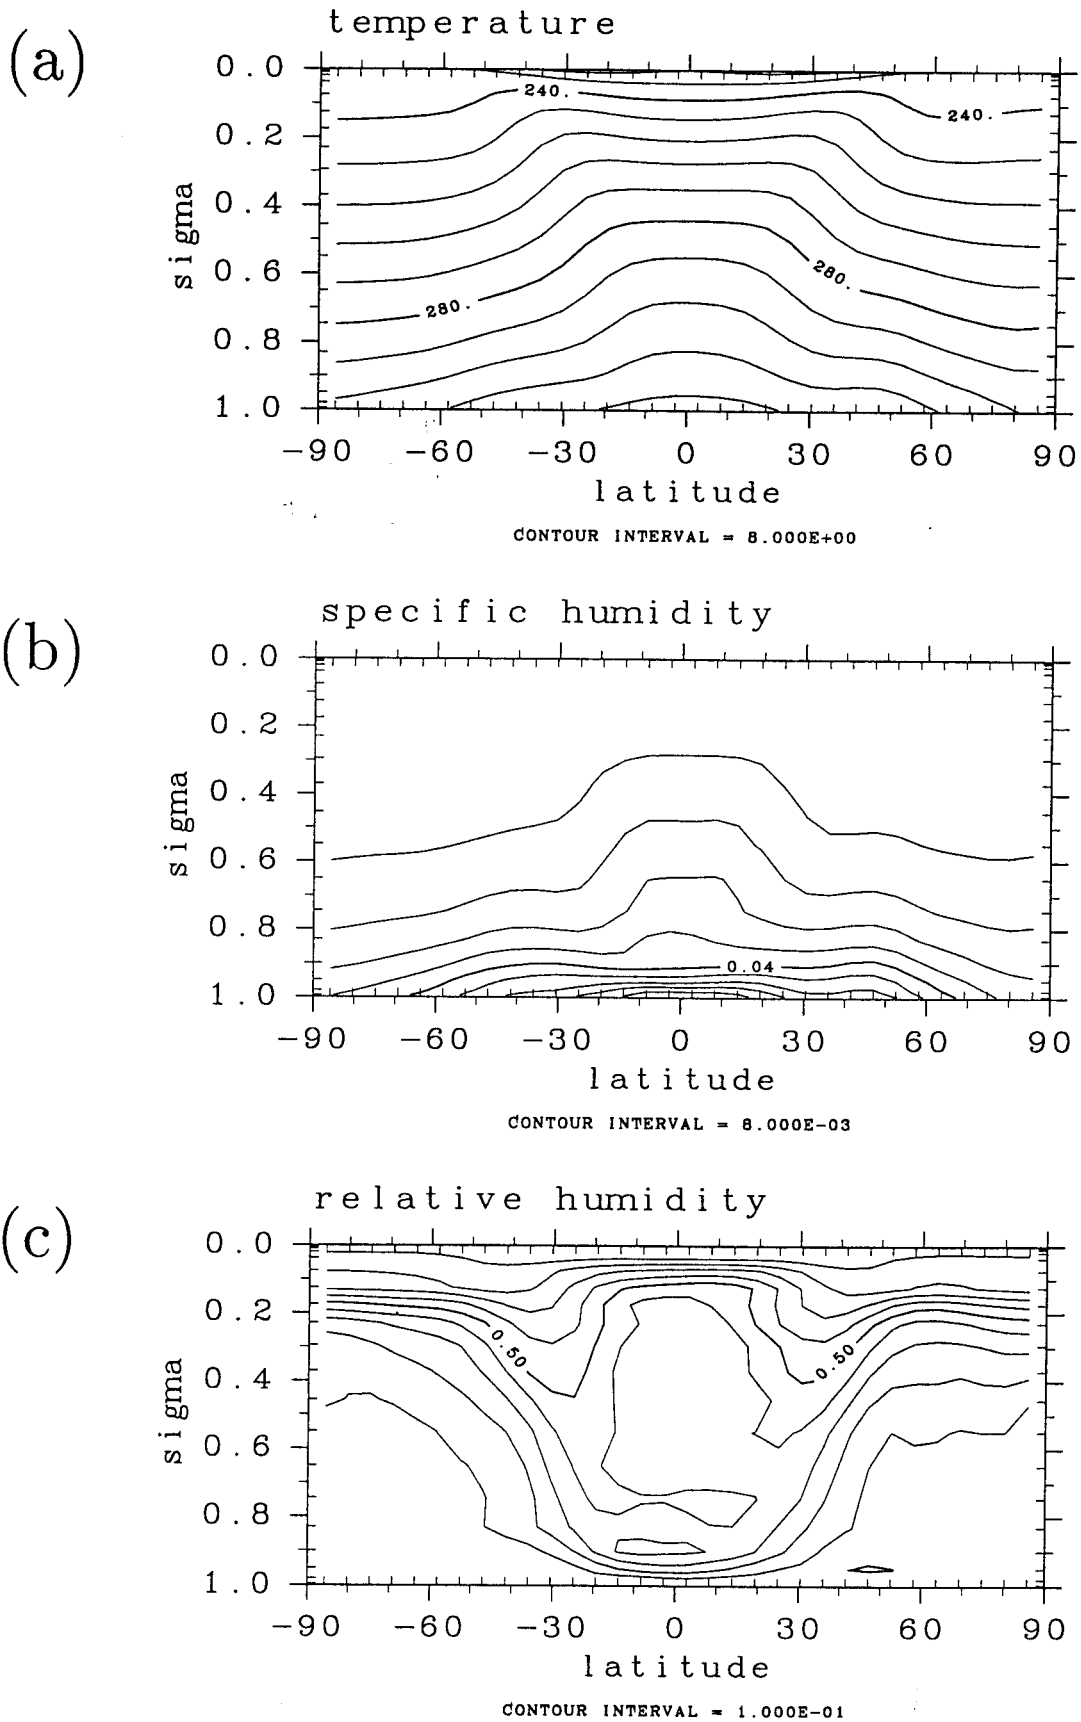 (a)
temperature
0.0
0.2
0.4
0.6
0.8
1.0
sigma
240.
240.
280.
280.
-90 -60 -30 0 30 60 90
latitude
CONTOUR INTERVAL = 8.000E+00
(b)
specific humidity
0.0
0.2
0.4
0.6
0.8
1.0
sigma
0.04
-90 -60 -30 0 30 60 90
latitude
CONTOUR INTERVAL = 8.000E-03
(c)
relative humidity
0.0
0.2
0.4
0.6
0.8
1.0
sigma
0.50
0.50
-90 -60 -30 0 30 60 90
latitude
CONTOUR INTERVAL = 1.000E-01